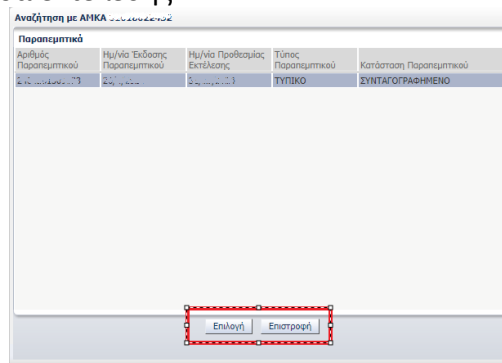 Αναζήτηση με ΑΜΚΑ
Παραπεμπτικά
Αριθμός Παραπεμπτικού Ημ/νία Έκδοσης Παραπεμπτικού Ημ/νία Προθεσμίας Εκτέλεσης Τύπος Παραπεμπτικού Κατάσταση Παραπεμπτικού
ΤΥΠΙΚΟ ΣΥΝΤΑΓΟΓΡΑΦΗΜΕΝΟ
Επιλογή Επιστροφή